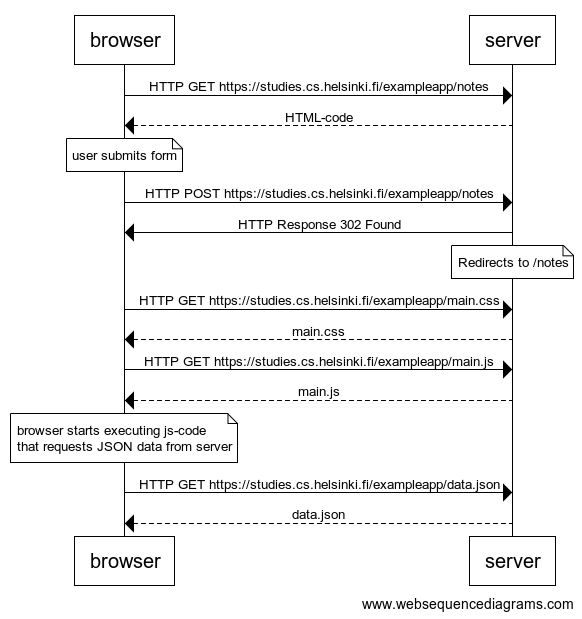 browser
server
HTTP GET https://studies.cs.helsinki.fi/exampleapp/notes
HTML-code
user submits form
HTTP POST https://studies.cs.helsinki.fi/exampleapp/notes
HTTP Response 302 Found
Redirects to /notes
HTTP GET https://studies.cs.helsinki.fi/exampleapp/main.css
main.css
HTTP GET https://studies.cs.helsinki.fi/exampleapp/main.js
main.js
browser starts executing js-code
that requests JSON data from server
HTTP GET https://studies.cs.helsinki.fi/exampleapp/data.json
data.json
browser
server
www.websequencediagrams.com